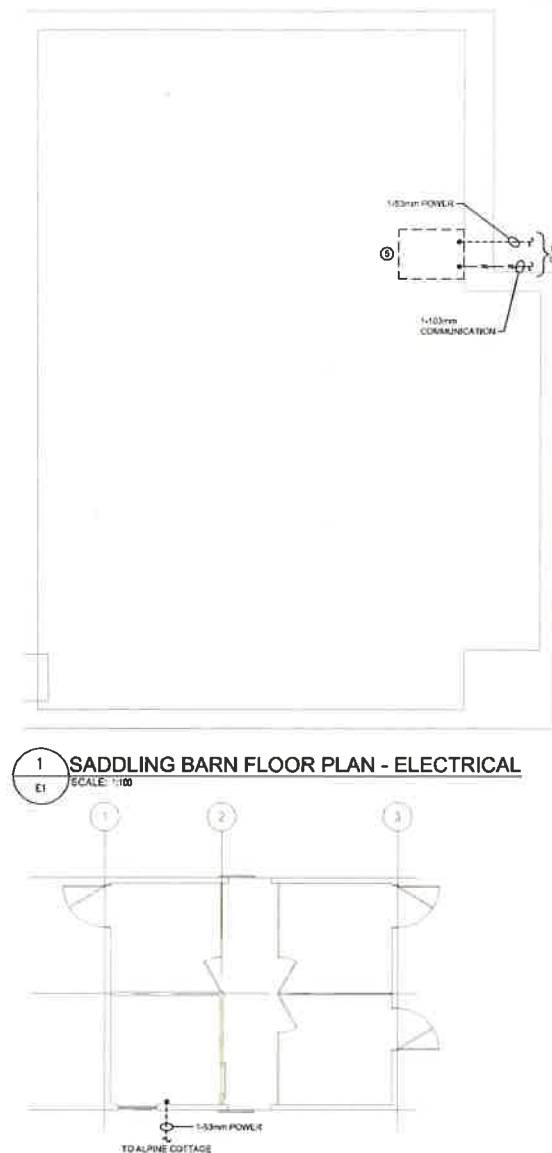 1-53mm POWER
5
1-103mm
COMMUNICATION
1
E1
SADDLING BARN FLOOR PLAN - ELECTRICAL
SCALE: 1:100
1
2
3
1-53mm POWER
TO ALPINE COTTAGE